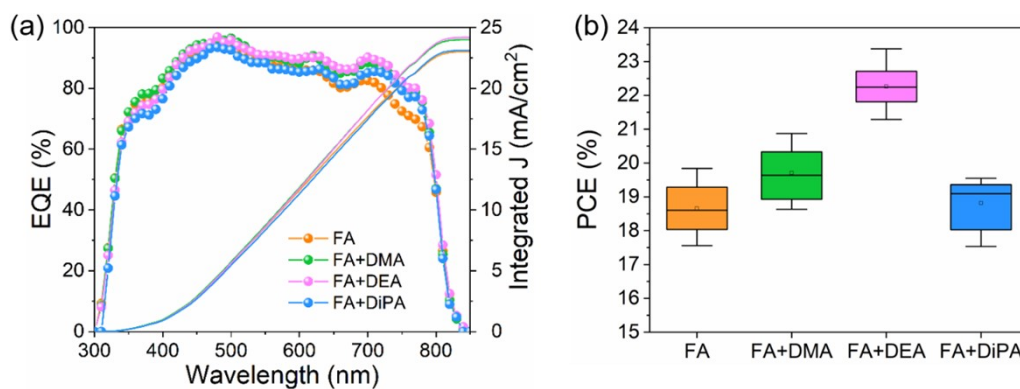 (a)
100
80
60
40
20
0
EQE (%)
300 400 500 600 700 800
Wavelength (nm)
25
20
15
10
5
0
Integrated J (mA/cm²)
FA
FA+DMA
FA+DEA
FA+DiPA
(b)
24
23
22
21
20
19
18
17
16
15
PCE (%)
FA FA+DMA FA+DEA FA+DiPA